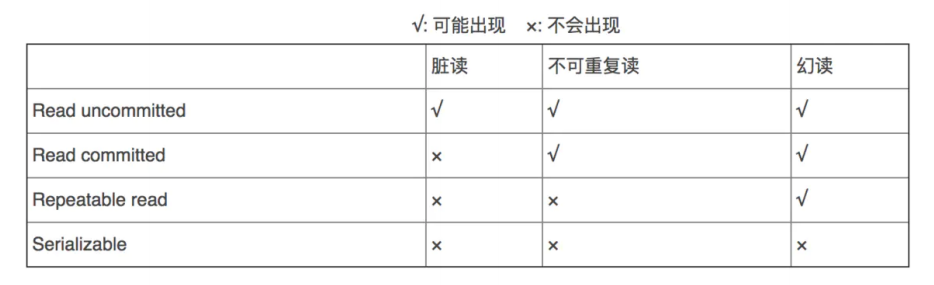 √: 可能出现 ×: 不会出现
脏读 不可重复读 幻读
Read uncommitted √ √ √
Read committed × √ √
Repeatable read × × √
Serializable × × ×